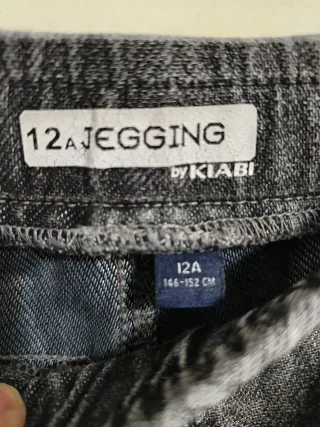 12A JEGGING
by KIABI
12A
146-152 CM